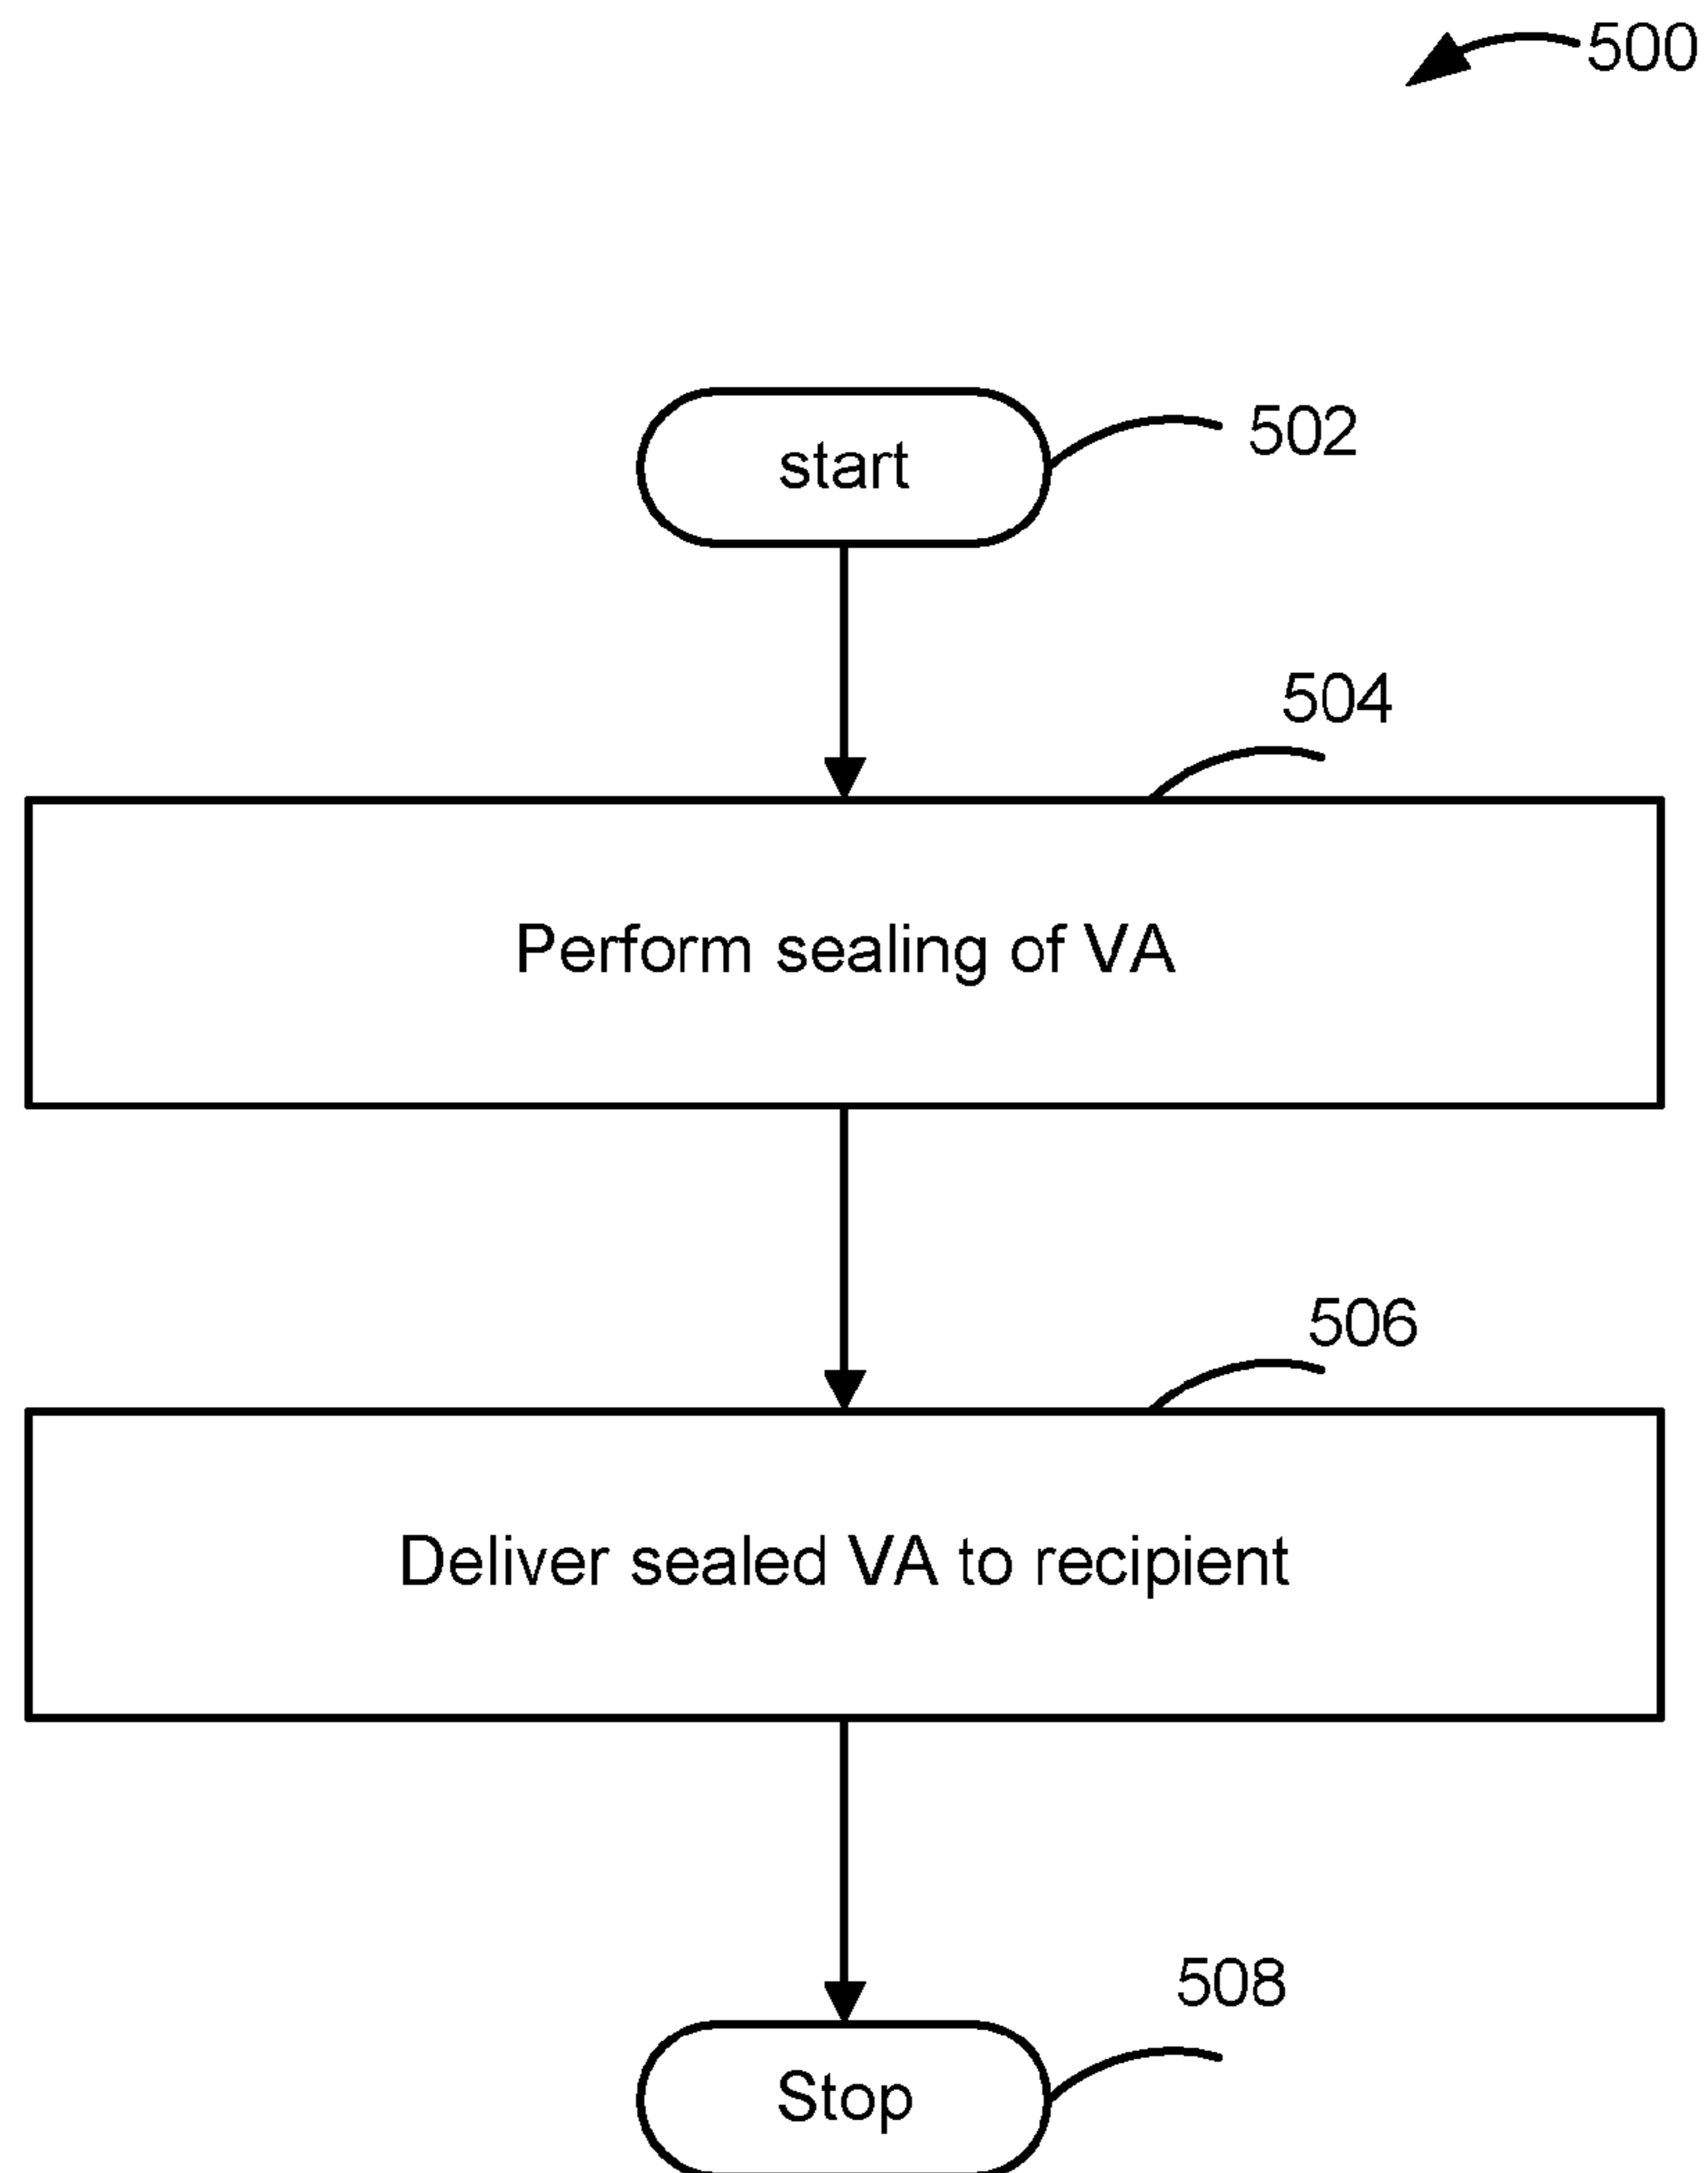 500
start
502
504
Perform sealing of VA
506
Deliver sealed VA to recipient
508
Stop